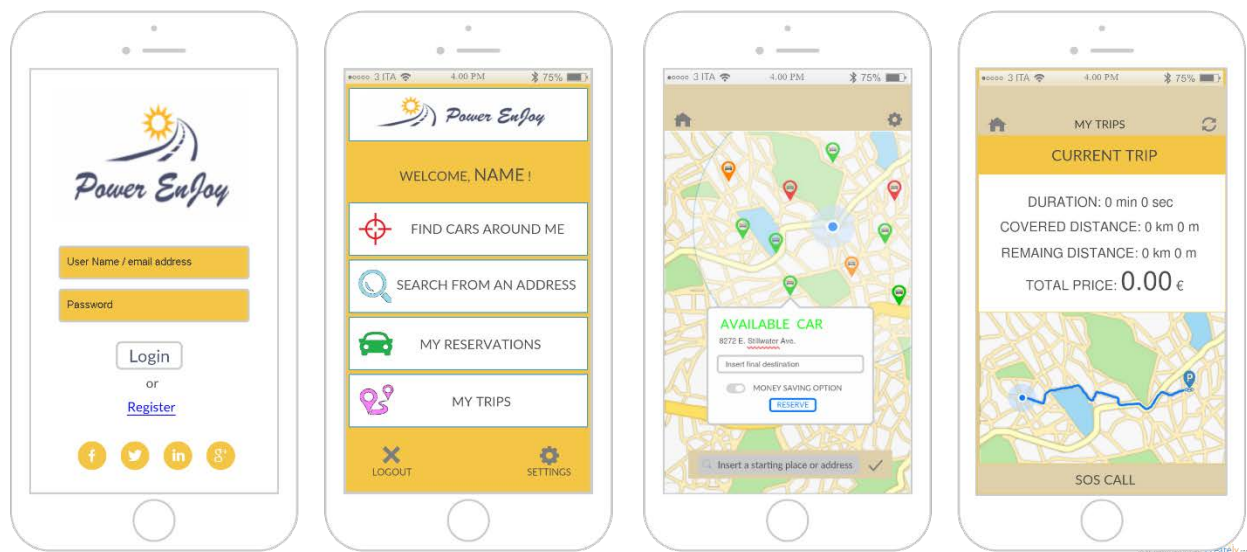 Power EnJoy
User Name / email address
Password
Login
or
Register
f
in
g+
3 ITA 4.00 PM 75%
Power EnJoy
WELCOME, NAME !
FIND CARS AROUND ME
SEARCH FROM AN ADDRESS
MY RESERVATIONS
MY TRIPS
LOGOUT SETTINGS
3 ITA 4.00 PM 75%
AVAILABLE CAR
8272 E. Stillwater Ave.
Insert final destination
MONEY SAVING OPTION
RESERVE
Insert a starting place or address
3 ITA 4.00 PM 75%
MY TRIPS
CURRENT TRIP
DURATION: 0 min 0 sec
COVERED DISTANCE: 0 km 0 m
REMAING DISTANCE: 0 km 0 m
TOTAL PRICE: 0.00 €
P
SOS CALL